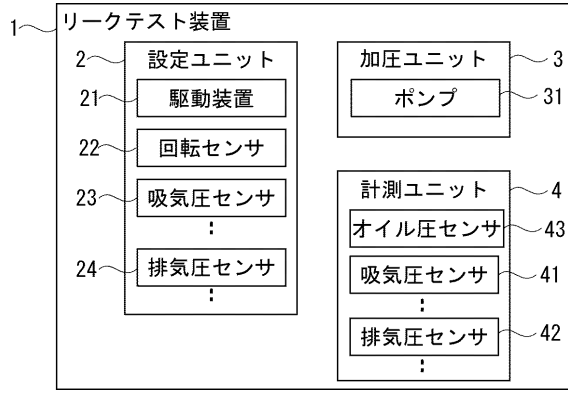 1 リークテスト装置
2 設定ユニット
21 駆動装置
22 回転センサ
23 吸気圧センサ
24 排気圧センサ
加圧ユニット 3
ポンプ 31
計測ユニット 4
オイル圧センサ 43
吸気圧センサ 41
排気圧センサ 42